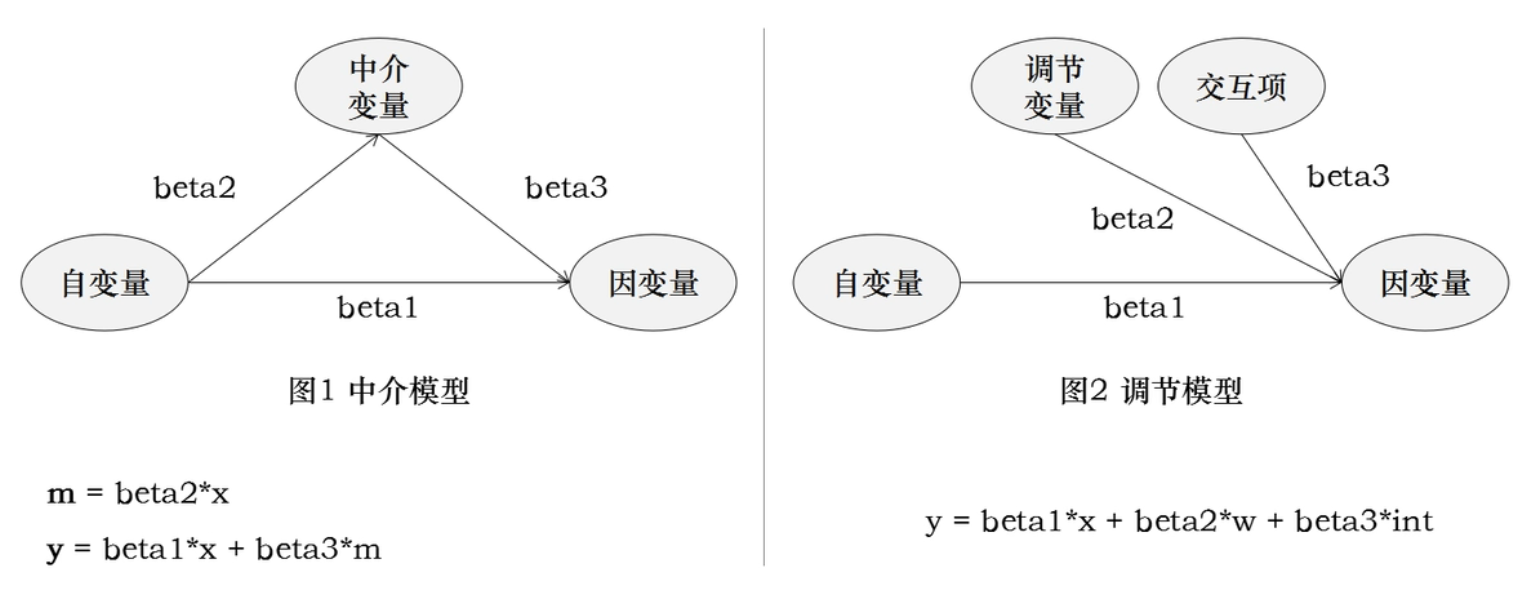 中介
变量
beta2
beta3
自变量
因变量
beta1
图1 中介模型
m = beta2*x
y = beta1*x + beta3*m
调节
变量
交互项
beta3
beta2
自变量
因变量
beta1
图2 调节模型
y = beta1*x + beta2*w + beta3*int